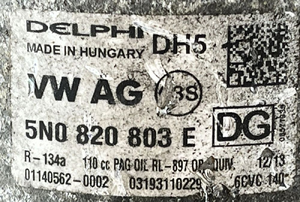 DELPHI DH5
MADE IN HUNGARY
VW AG 3S
5N0 820 803 E DG
R-134a 110 cc PAG OIL RL-897 OR 12/13
01140562-0002 03193110229 6CVC 140